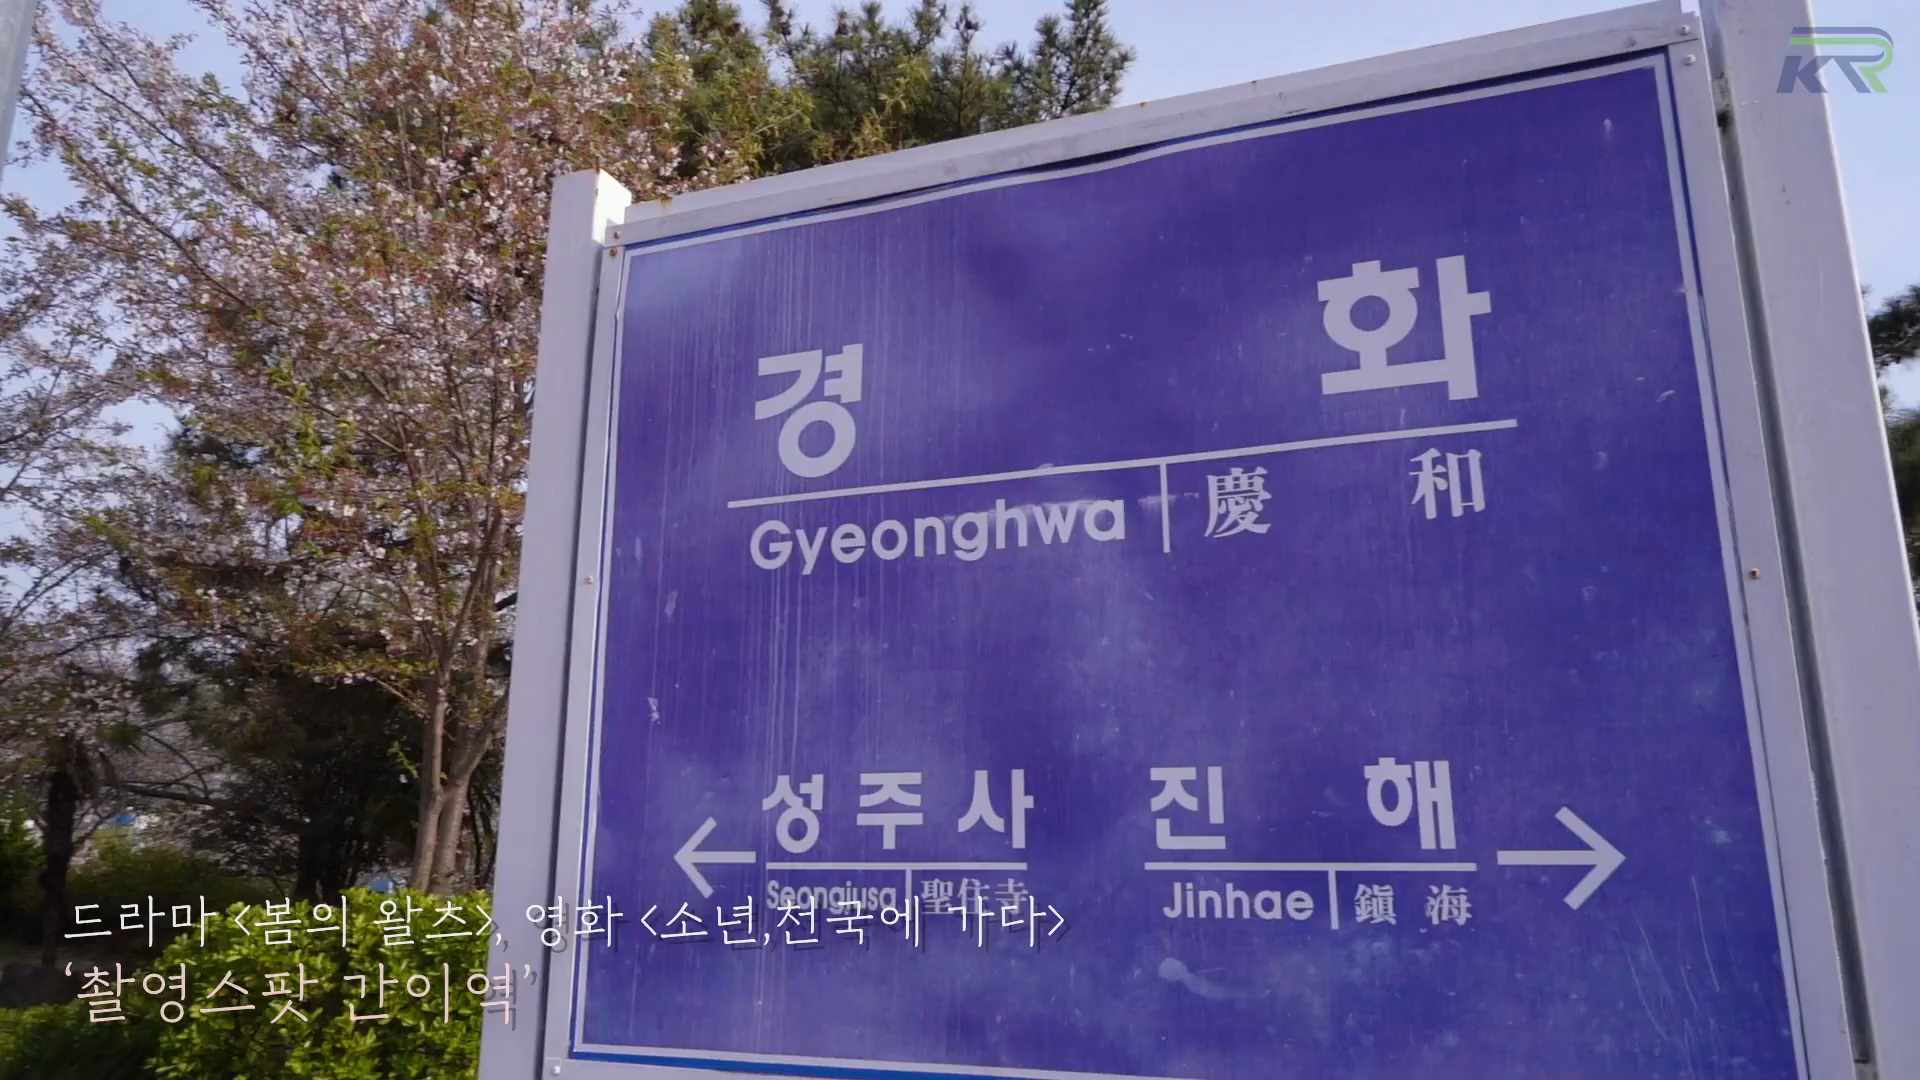 KR
경 화
Gyeonghwa 慶 和
성주사 진 해
Seongjusa 聖住寺 Jinhae 鎭 海
드라마 <봄의 왈츠>, 영화 <소년,천국에 가다>
‘촬영스팟 간이역’